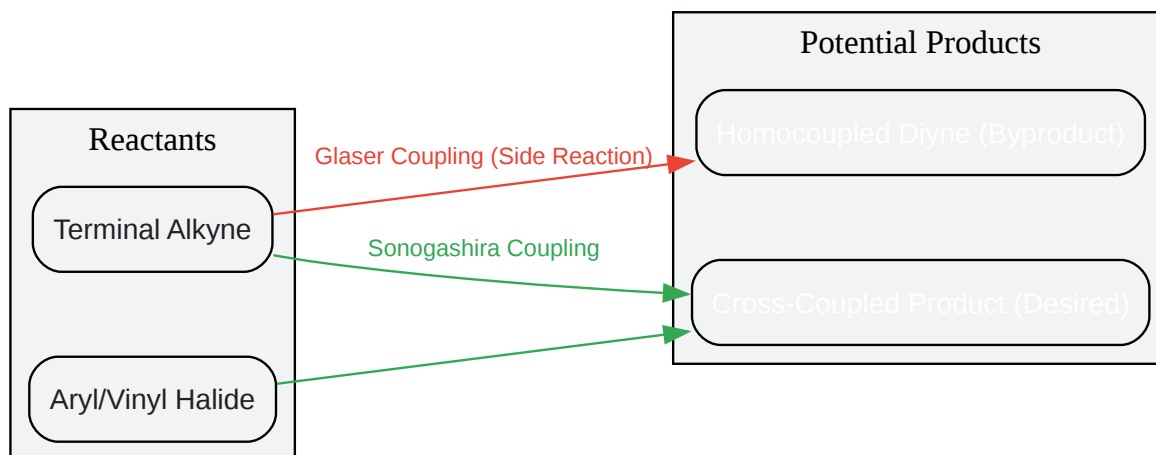 Potential Products
Reactants
Homocoupled Diyne (Byproduct)
Glaser Coupling (Side Reaction)
Terminal Alkyne
Sonogashira Coupling
Cross-Coupled Product (Desired)
Aryl/Vinyl Halide